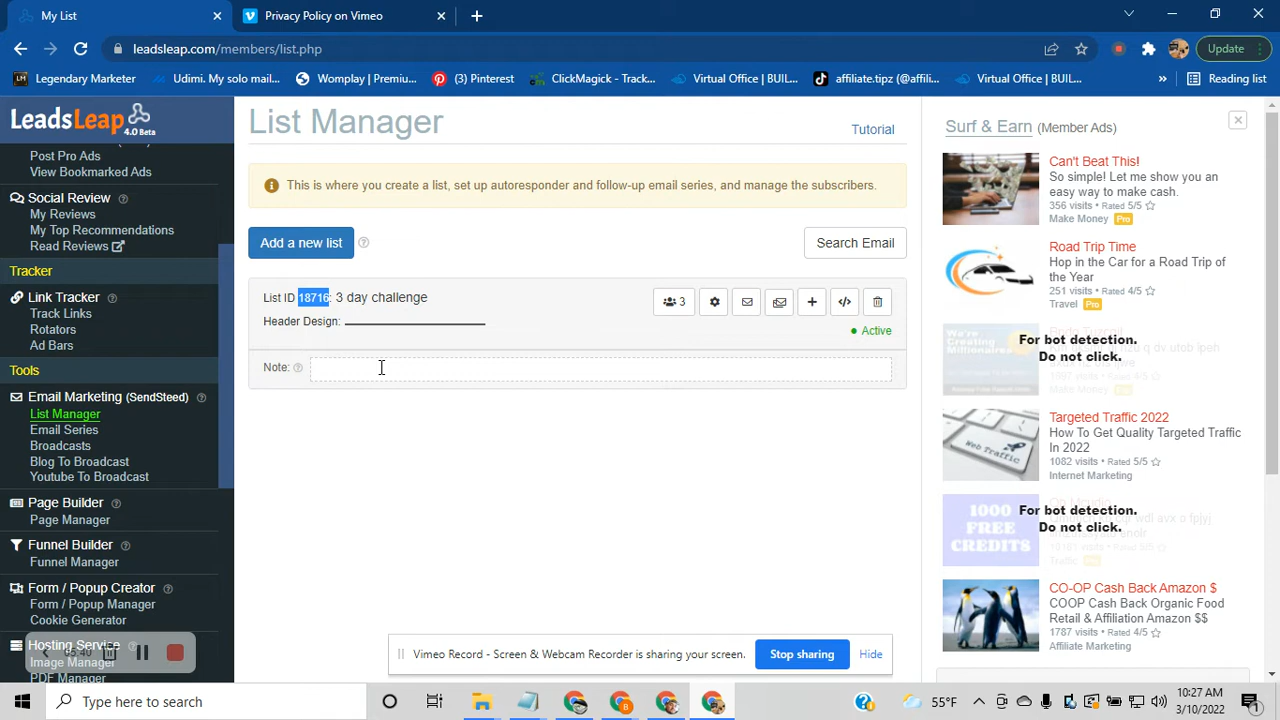 My List
Privacy Policy on Vimeo
leadsleap.com/members/list.php
Update
Legendary Marketer
Udimi. My solo mail...
Womplay | Premiu...
(3) Pinterest
ClickMagick - Track...
Virtual Office | BUIL...
affiliate.tipz (@affili...
Virtual Office | BUIL...
»
Reading list
LeadsLeap
4.0 Beta
Post Pro Ads
View Bookmarked Ads
Social Review
My Reviews
My Top Recommendations
Read Reviews
Tracker
Link Tracker
Track Links
Rotators
Ad Bars
Tools
Email Marketing (SendSteed)
List Manager
Email Series
Broadcasts
Blog To Broadcast
Youtube To Broadcast
Page Builder
Page Manager
Funnel Builder
Funnel Manager
Form / Popup Creator
Form / Popup Manager
Cookie Generator
Hosting Service
Image Manager
PDF Manager
List Manager
Tutorial
This is where you create a list, set up autoresponder and follow-up email series, and manage the subscribers.
Add a new list
Search Email
List ID 18716: 3 day challenge
3
Header Design:
Active
Note:
Surf & Earn (Member Ads)
Can't Beat This!
So simple! Let me show you an
easy way to make cash.
356 visits • Rated 5/5
Make Money Pro
Road Trip Time
Hop in the Car for a Road Trip of
the Year
251 visits • Rated 4/5
Travel Pro
For bot detection.
Do not click.
Targeted Traffic 2022
How To Get Quality Targeted Traffic
In 2022
1082 visits • Rated 5/5
Internet Marketing
Web Traffic
1000
FREE
CREDITS
For bot detection.
Do not click.
CO-OP Cash Back Amazon $
COOP Cash Back Organic Food
Retail & Affiliation Amazon $$
1787 visits • Rated 4/5
Affiliate Marketing
Vimeo Record - Screen & Webcam Recorder is sharing your screen.
Stop sharing
Hide
Type here to search
55°F
10:27 AM
3/10/2022